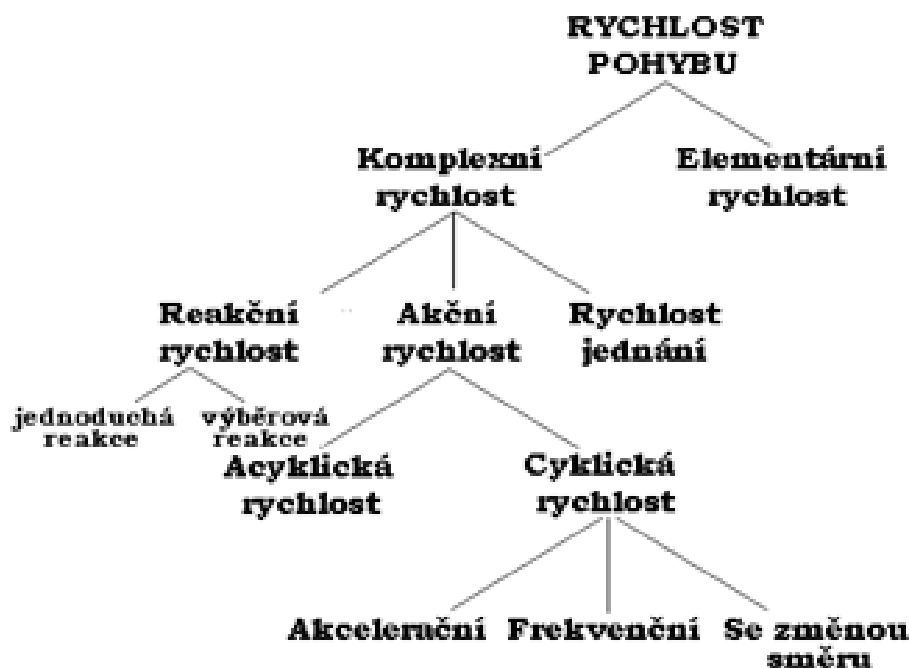 RYCHLOST
POHYBU
Komplexní
rychlost
Elementární
rychlost
Reakční
rychlost
Akční
rychlost
Rychlost
jednání
jednoduchá
reakce
výběrová
reakce
Acyklická
rychlost
Cyklická
rychlost
Akcelerační
Frekvenční
Se změnou
směru